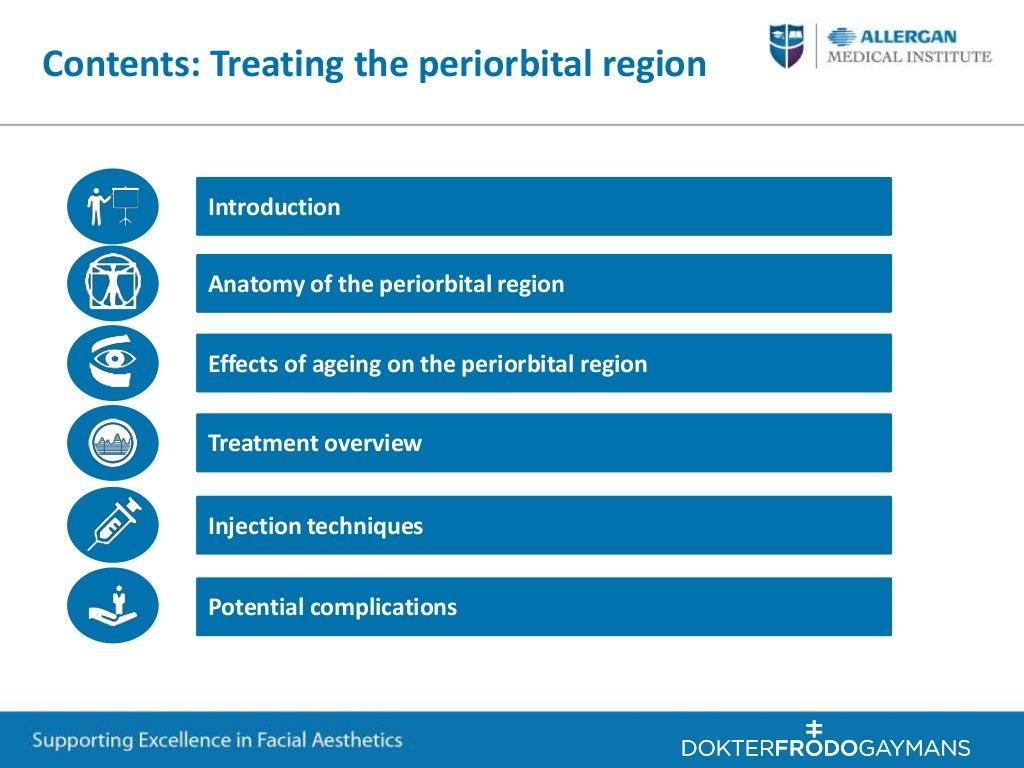 Contents: Treating the periorbital region
ALLERGAN
MEDICAL INSTITUTE
Introduction
Anatomy of the periorbital region
Effects of ageing on the periorbital region
Treatment overview
Injection techniques
Potential complications
Supporting Excellence in Facial Aesthetics
DOKTERFRODOGAYMANS